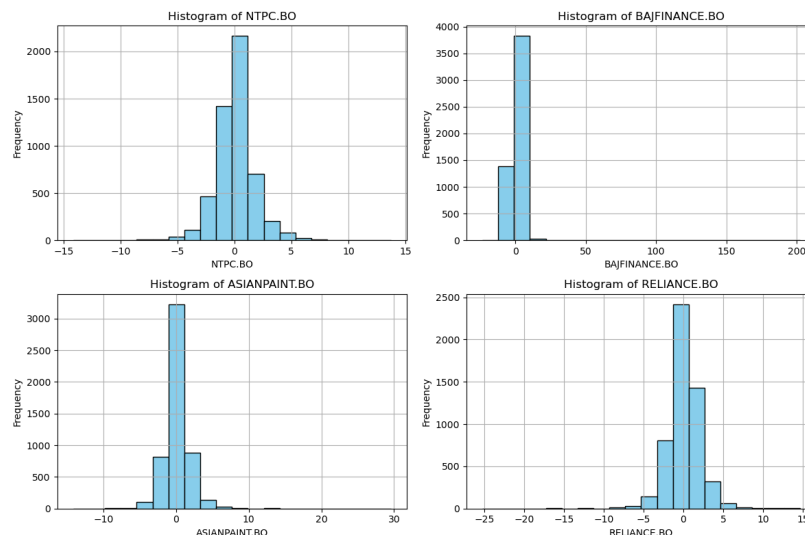 Histogram of NTPC.BO
Frequency
2000
1500
1000
500
0
−15 −10 −5 0 5 10 15
NTPC.BO
Histogram of BAJFINANCE.BO
Frequency
4000
3500
3000
2500
2000
1500
1000
500
0
0 50 100 150 200
BAJFINANCE.BO
Histogram of ASIANPAINT.BO
Frequency
3000
2500
2000
1500
1000
500
0
−10 0 10 20 30
ASIANPAINT.BO
Histogram of RELIANCE.BO
Frequency
2500
2000
1500
1000
500
0
−25 −20 −15 −10 −5 0 5 10 15
RELIANCE.BO